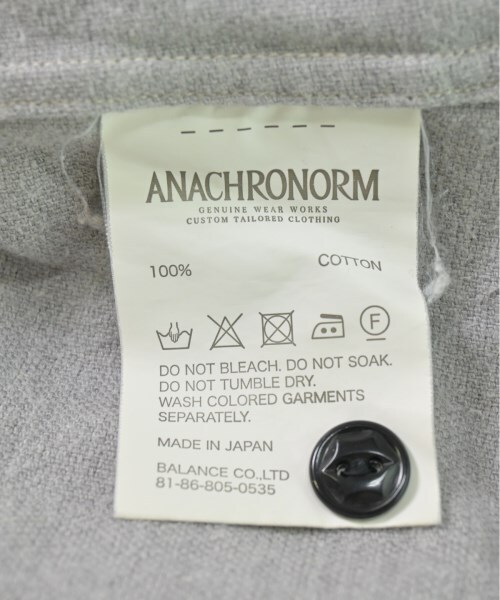 ANACHRONORM
GENUINE WEAR WORKS
CUSTOM TAILORED CLOTHING
100% COTTON
F
DO NOT BLEACH. DO NOT SOAK.
DO NOT TUMBLE DRY.
WASH COLORED GARMENTS
SEPARATELY.
MADE IN JAPAN
BALANCE CO.,LTD
81-86-805-0535